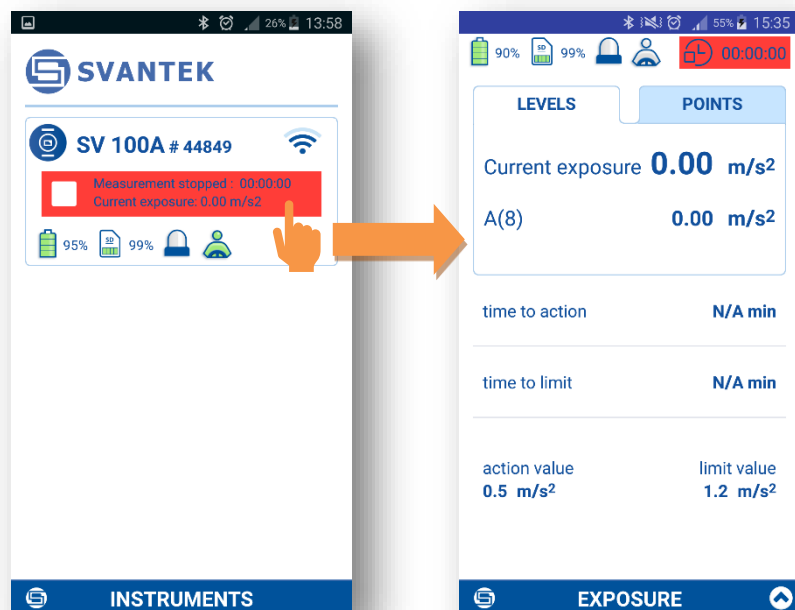 26% 13:58
SVANTEK
SV 100A # 44849
Measurement stopped : 00:00:00
Current exposure: 0.00 m/s2
95% SD 99%
INSTRUMENTS
55% 15:35
90% SD 99% 00:00:00
LEVELS POINTS
Current exposure 0.00 m/s²
A(8) 0.00 m/s²
time to action N/A min
time to limit N/A min
action value limit value
0.5 m/s² 1.2 m/s²
EXPOSURE